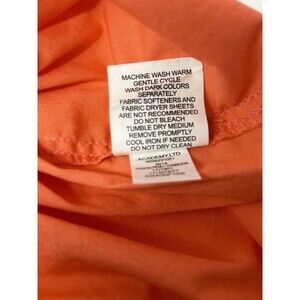 MACHINE WASH WARM
GENTLE CYCLE
WASH DARK COLORS
SEPARATELY
FABRIC SOFTENERS AND
FABRIC DRYER SHEETS
ARE NOT RECOMMENDED
DO NOT BLEACH
TUMBLE DRY MEDIUM
REMOVE PROMPTLY
COOL IRON IF NEEDED
DO NOT DRY CLEAN
ACADEMY,LTD